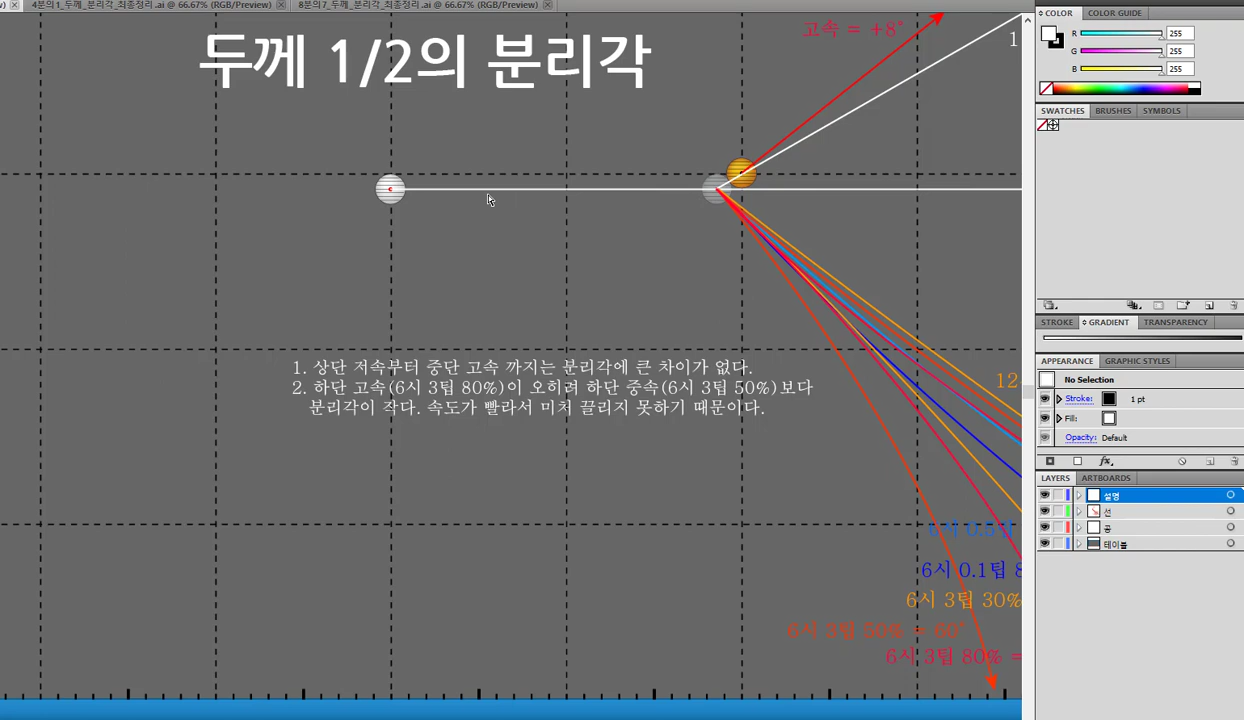 ) ×
4분의1_두께_분리각_최종정리.ai @ 66.67% (RGB/Preview) ×
8분의7_두께_분리각_최종정리.ai @ 66.67% (RGB/Preview) ×
두께 1/2의 분리각
고속 = +8°
1
1. 상단 저속부터 중단 고속 까지는 분리각에 큰 차이가 없다.
2. 하단 고속(6시 3팁 80%)이 오히려 하단 중속(6시 3팁 50%)보다
분리각이 작다. 속도가 빨라서 미처 끌리지 못하기 때문이다.
12
6시 0.5팁
6시 0.1팁 8
6시 3팁 30%
6시 3팁 50% = 60°
6시 3팁 80% =
COLOR
COLOR GUIDE
R 255
G 255
B 255
SWATCHES
BRUSHES
SYMBOLS
STROKE
GRADIENT
TRANSPARENCY
APPEARANCE
GRAPHIC STYLES
No Selection
Stroke: 1 pt
Fill:
Opacity: Default
fx
LAYERS
ARTBOARDS
설명
선
공
테이블